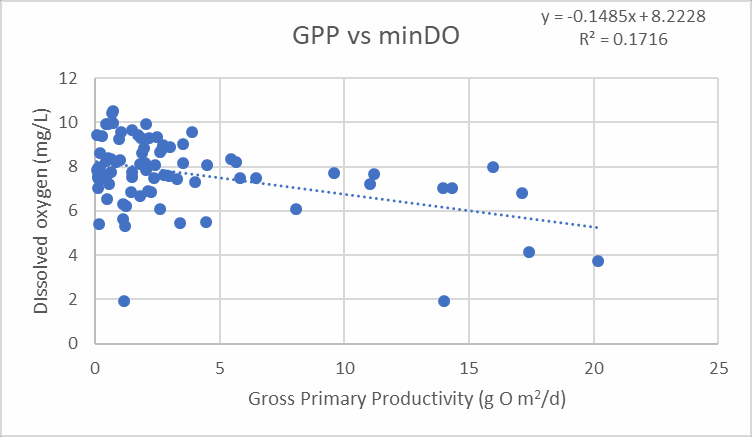 GPP vs minDO
y = -0.1485x + 8.2228
R² = 0.1716
Dissolved oxygen (mg/L)
12
10
8
6
4
2
0
0 5 10 15 20 25
Gross Primary Productivity (g O m²/d)